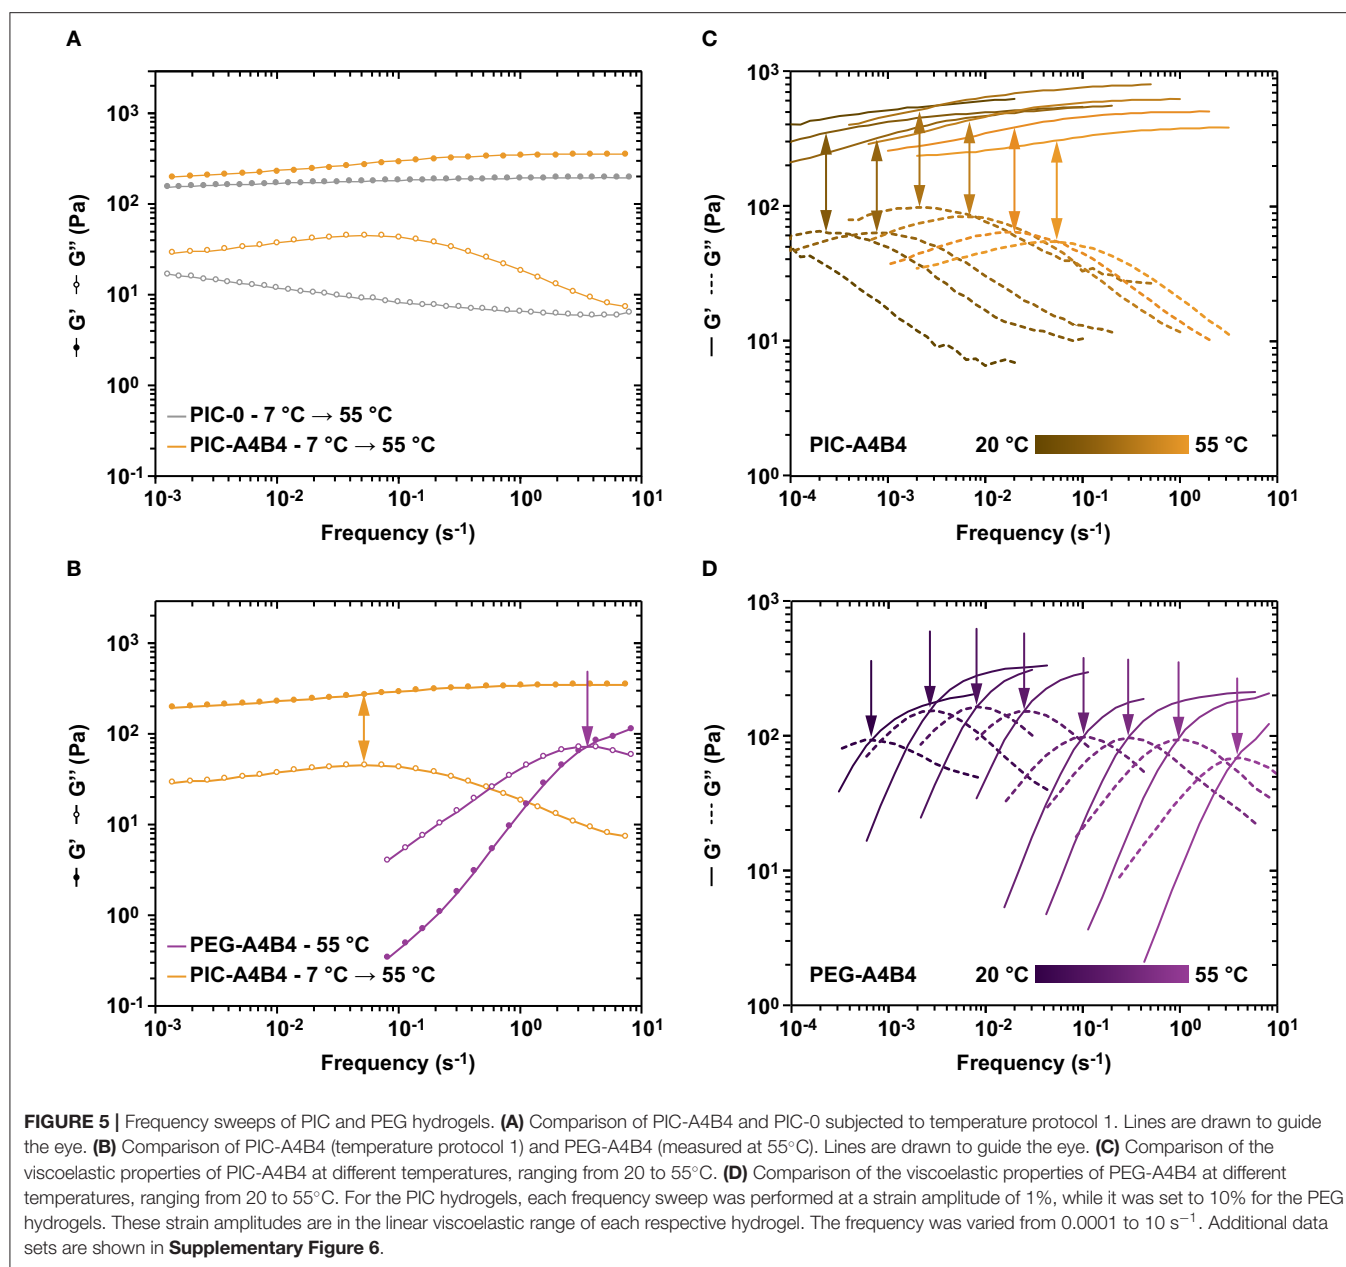 A
10³
10²
10¹
10⁰
10⁻¹
G' G” (Pa)
PIC-0 - 7 °C → 55 °C
PIC-A4B4 - 7 °C → 55 °C
10⁻³ 10⁻² 10⁻¹ 10⁰ 10¹
Frequency (s⁻¹)
C
10³
10²
10¹
10⁰
G' G” (Pa)
PIC-A4B4 20 °C 55 °C
10⁻⁴ 10⁻³ 10⁻² 10⁻¹ 10⁰ 10¹
Frequency (s⁻¹)
B
10³
10²
10¹
10⁰
10⁻¹
G' G” (Pa)
PEG-A4B4 - 55 °C
PIC-A4B4 - 7 °C → 55 °C
10⁻³ 10⁻² 10⁻¹ 10⁰ 10¹
Frequency (s⁻¹)
D
10³
10²
10¹
10⁰
G' G” (Pa)
PEG-A4B4 20 °C 55 °C
10⁻⁴ 10⁻³ 10⁻² 10⁻¹ 10⁰ 10¹
Frequency (s⁻¹)
FIGURE 5 | Frequency sweeps of PIC and PEG hydrogels. (A) Comparison of PIC-A4B4 and PIC-0 subjected to temperature protocol 1. Lines are drawn to guide
the eye. (B) Comparison of PIC-A4B4 (temperature protocol 1) and PEG-A4B4 (measured at 55°C). Lines are drawn to guide the eye. (C) Comparison of the
viscoelastic properties of PIC-A4B4 at different temperatures, ranging from 20 to 55°C. (D) Comparison of the viscoelastic properties of PEG-A4B4 at different
temperatures, ranging from 20 to 55°C. For the PIC hydrogels, each frequency sweep was performed at a strain amplitude of 1%, while it was set to 10% for the PEG
hydrogels. These strain amplitudes are in the linear viscoelastic range of each respective hydrogel. The frequency was varied from 0.0001 to 10 s⁻¹. Additional data
sets are shown in Supplementary Figure 6.